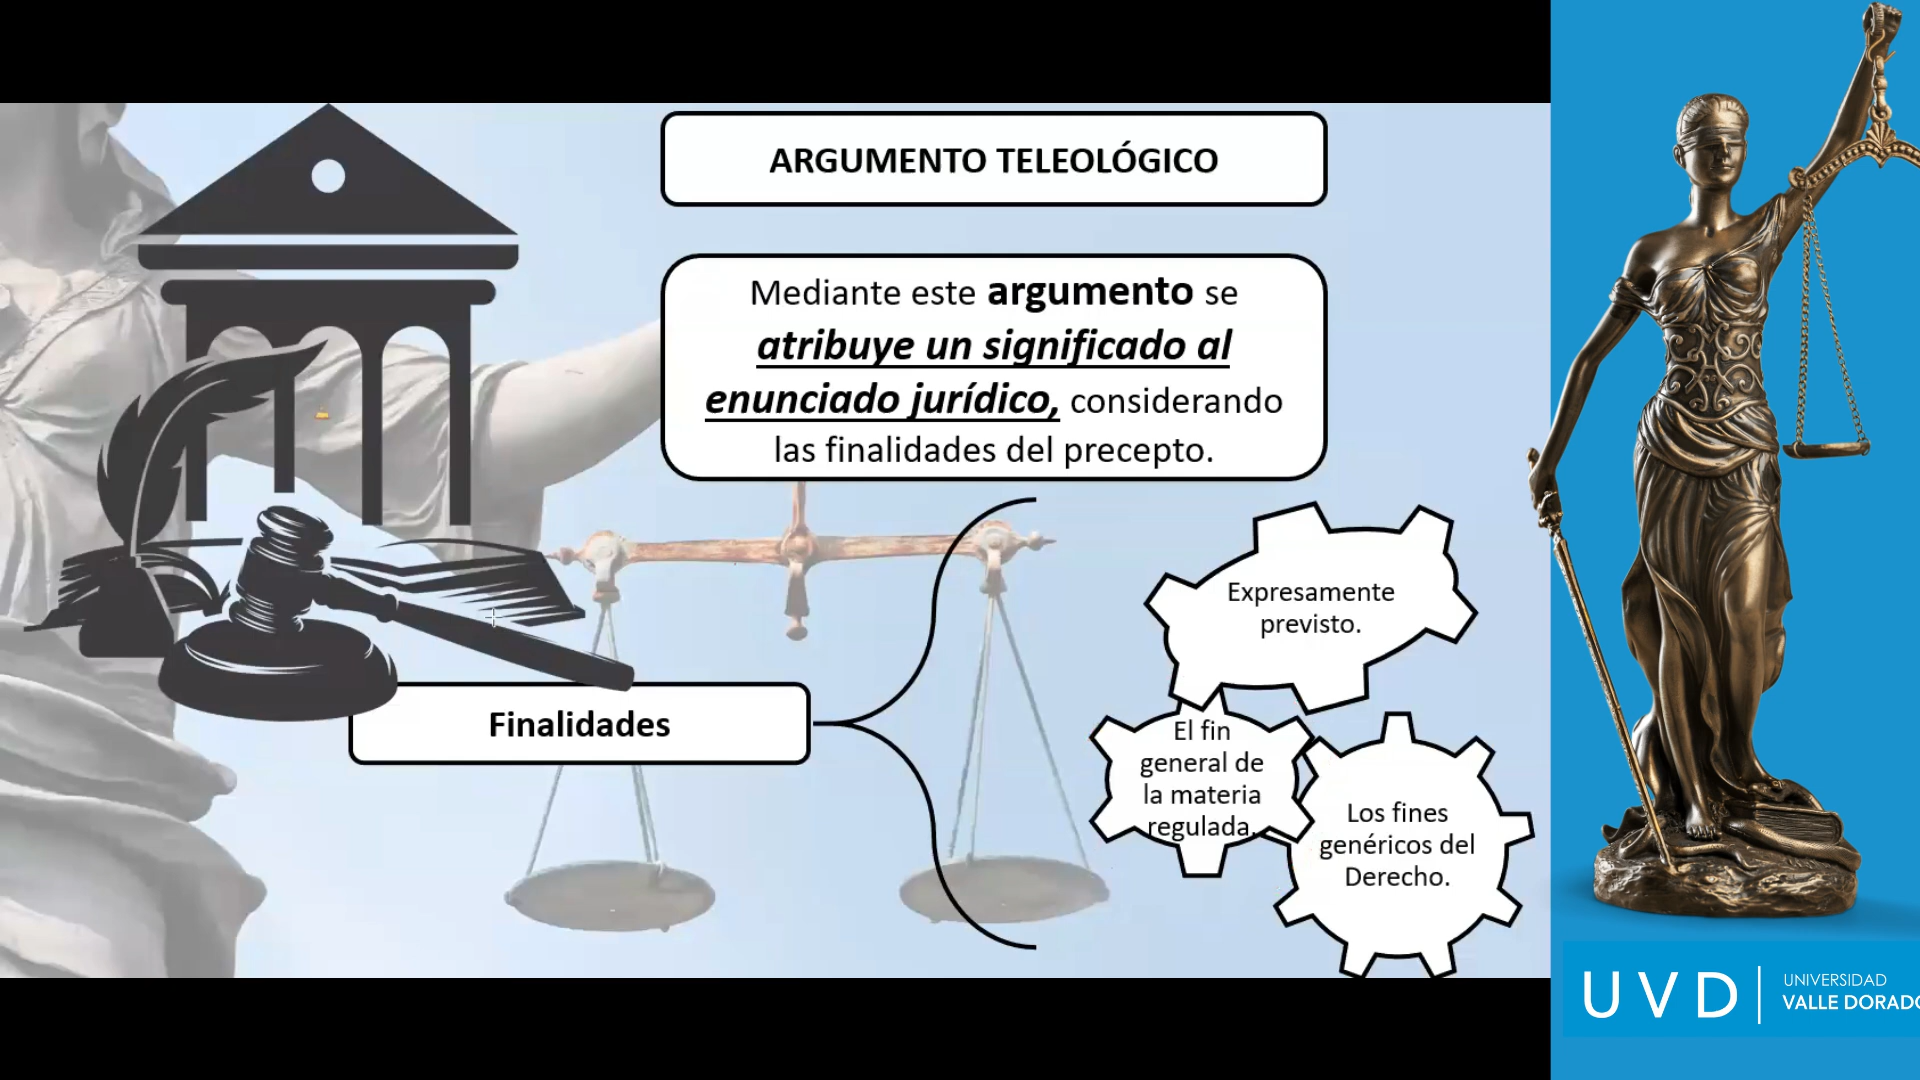 ARGUMENTO TELEOLÓGICO
Mediante este argumento se
atribuye un significado al
enunciado jurídico, considerando
las finalidades del precepto.
Finalidades
Expresamente
previsto.
El fin
general de
la materia
regulada.
Los fines
genéricos del
Derecho.
UVD
UNIVERSIDAD
VALLE DORADO